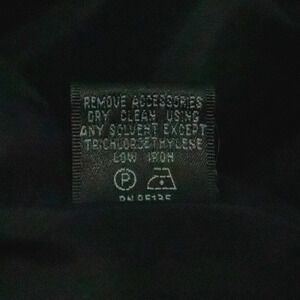 REMOVE ACCESSORIES
DRY CLEAN USING
ANY SOLVENT EXCEPT
TRICHLOROETHYLENE
LOW IRON
P